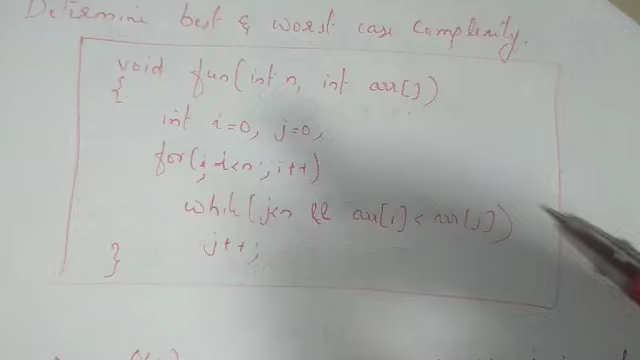 Determine best & worst case complexity.
void fun(int n, int arr[])
{
int i=0, j=0;
for(; i<n; i++)
while(j<n && arr[i]<arr[j])
j++;
}